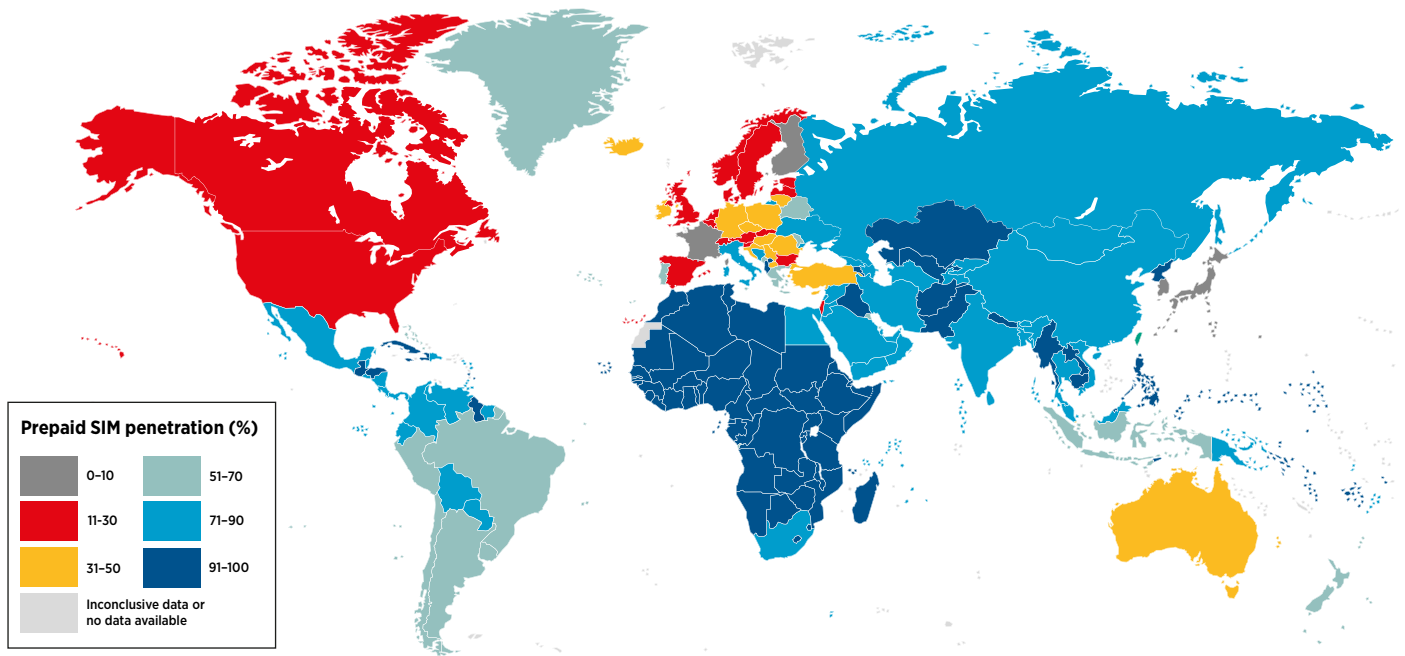 Prepaid SIM penetration (%)
0–10
51–70
11-30
71–90
31–50
91–100
Inconclusive data or
no data available